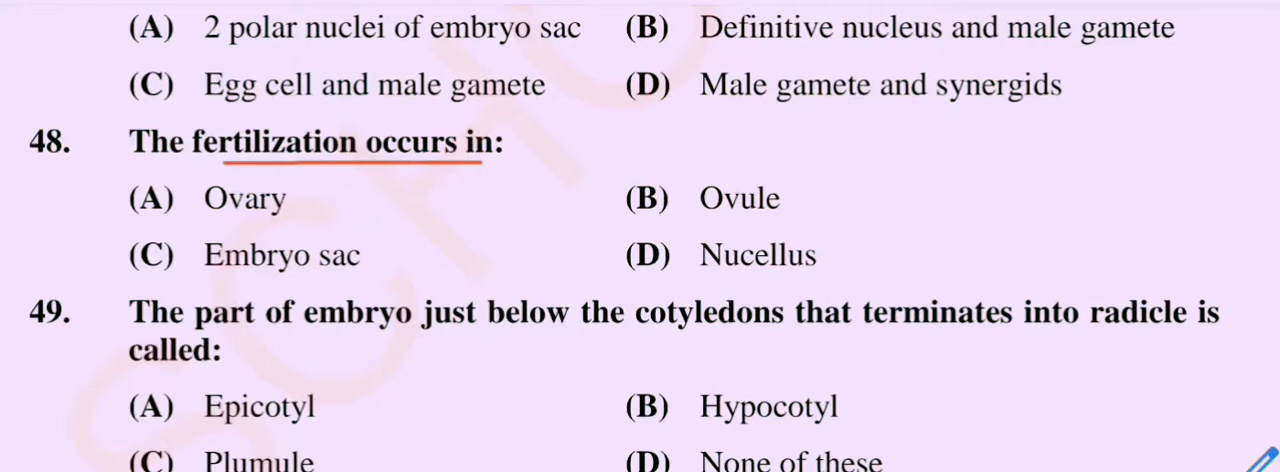 (A) 2 polar nuclei of embryo sac (B) Definitive nucleus and male gamete
(C) Egg cell and male gamete (D) Male gamete and synergids
48. The fertilization occurs in:
(A) Ovary (B) Ovule
(C) Embryo sac (D) Nucellus
49. The part of embryo just below the cotyledons that terminates into radicle is
called:
(A) Epicotyl (B) Hypocotyl
(C) Plumule (D) None of these